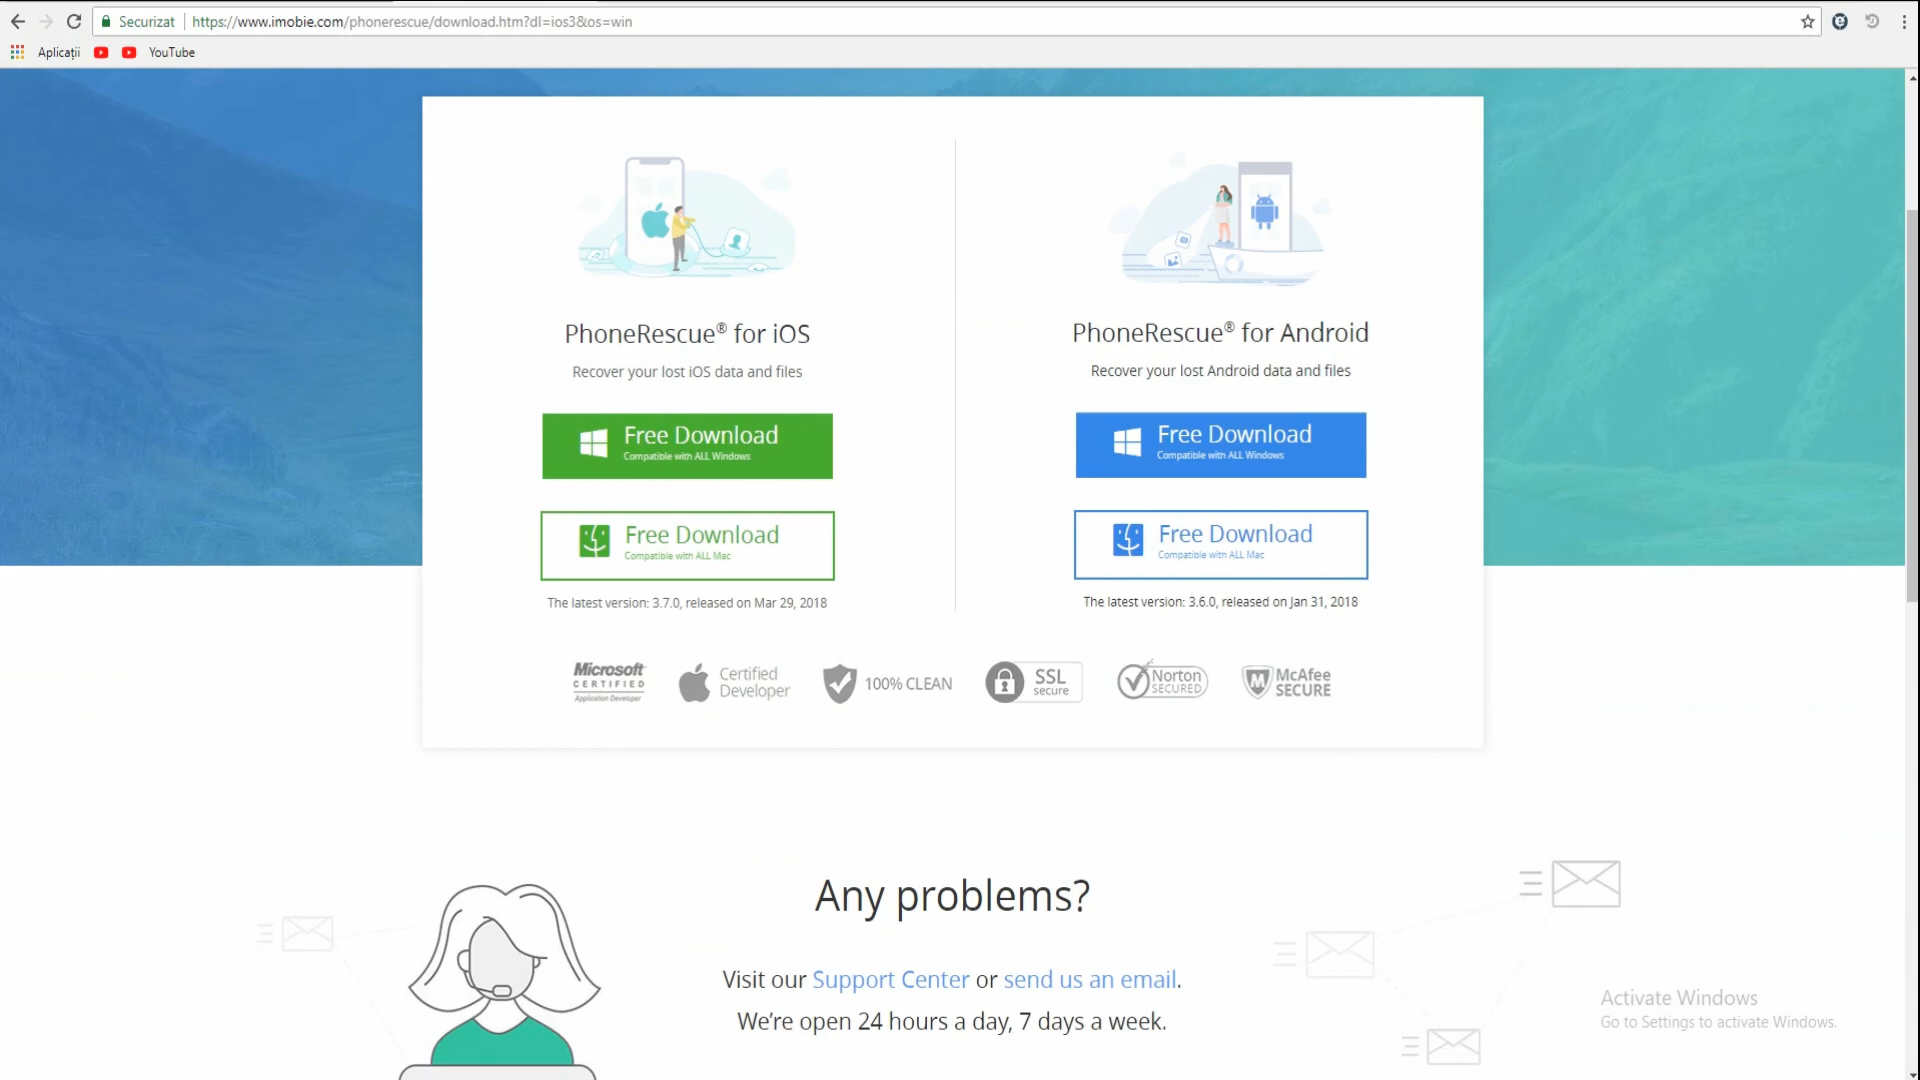 Securizat
https://www.imobie.com/phonerescue/download.htm?dl=ios3&os=win
Aplicații
YouTube
PhoneRescue® for iOS
Recover your lost iOS data and files
Free Download
Compatible with ALL Windows
Free Download
Compatible with ALL Mac
The latest version: 3.7.0, released on Mar 29, 2018
PhoneRescue® for Android
Recover your lost Android data and files
Free Download
Compatible with ALL Windows
Free Download
Compatible with ALL Mac
The latest version: 3.6.0, released on Jan 31, 2018
Microsoft
CERTIFIED
Application Developer
Certified
Developer
100% CLEAN
SSL
secure
Norton
SECURED
McAfee
SECURE
Any problems?
Visit our Support Center or send us an email.
We're open 24 hours a day, 7 days a week.
Activate Windows
Go to Settings to activate Windows.